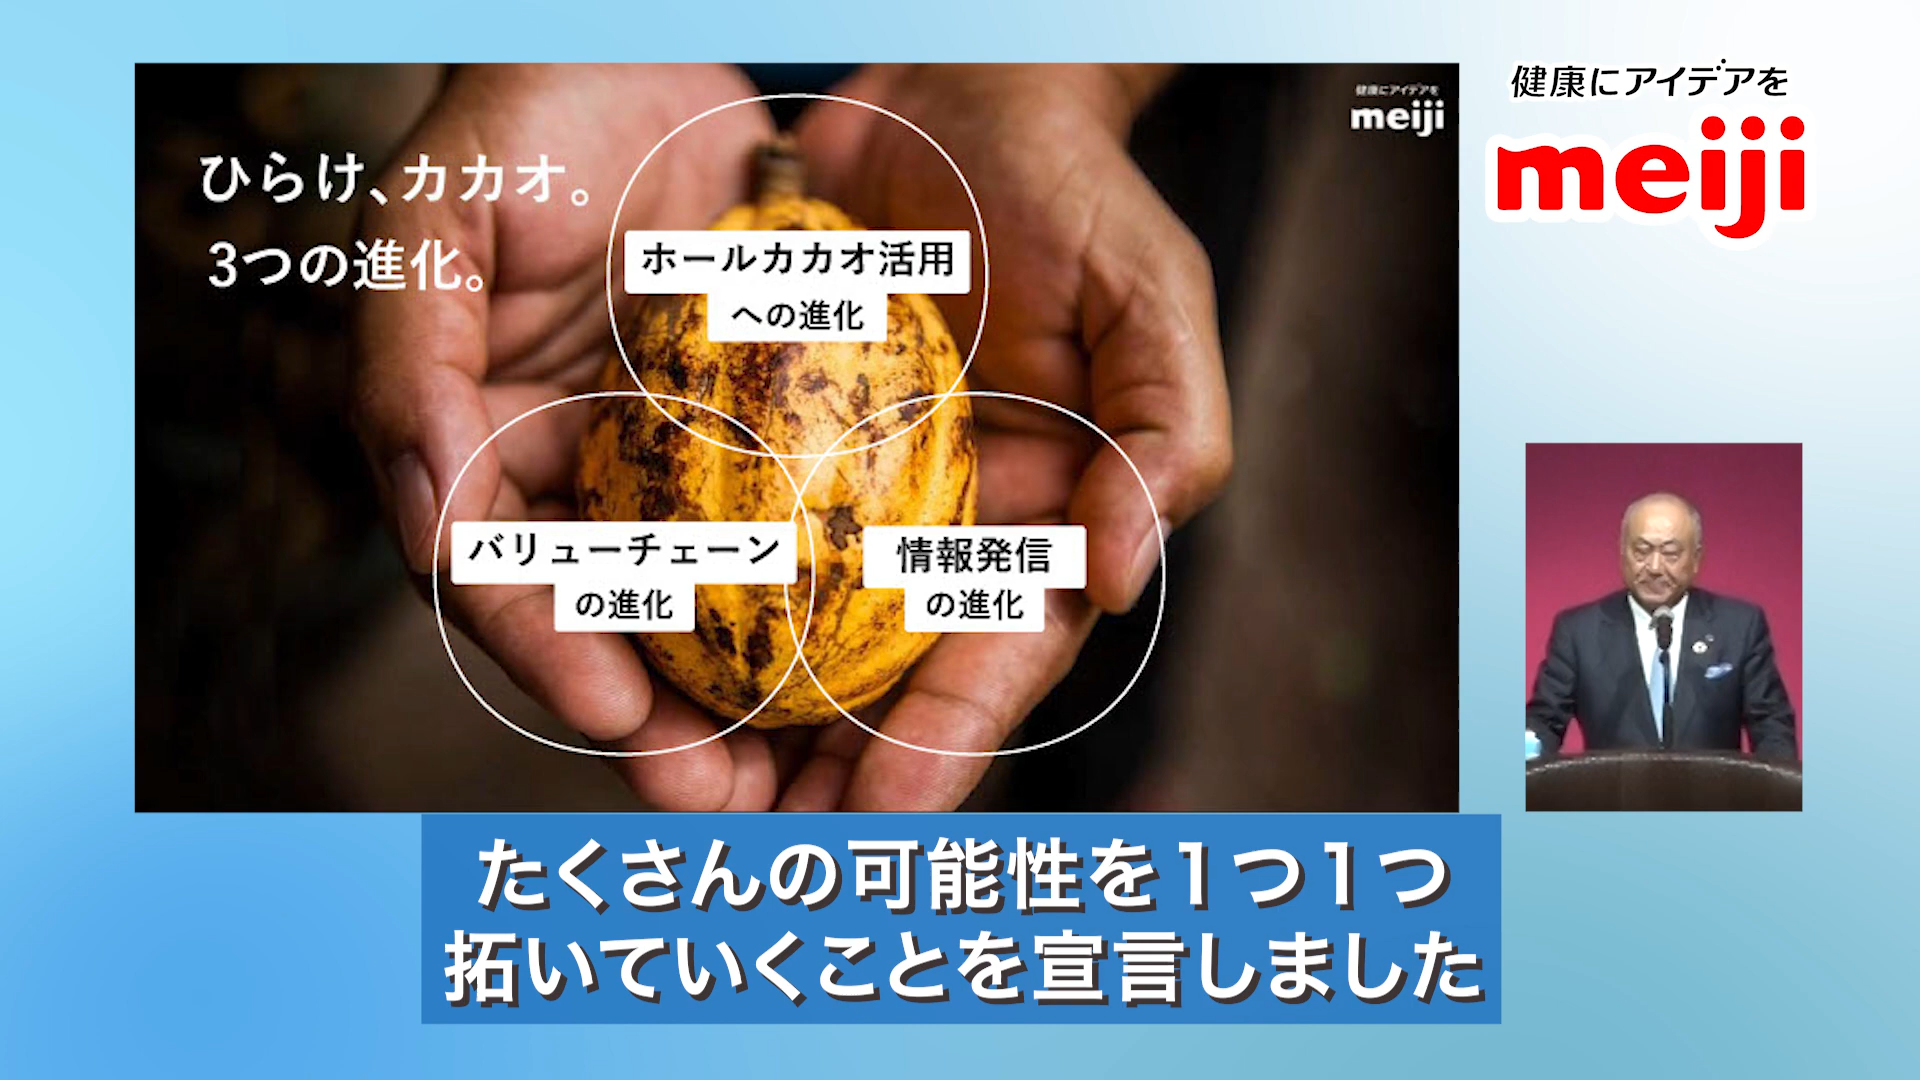 ひらけ、カカオ。
3つの進化。
健康にアイデアを
meiji
ホールカカオ活用
への進化
バリューチェーン
の進化
情報発信
の進化
健康にアイデアを
meiji
たくさんの可能性を1つ1つ
拓いていくことを宣言しました